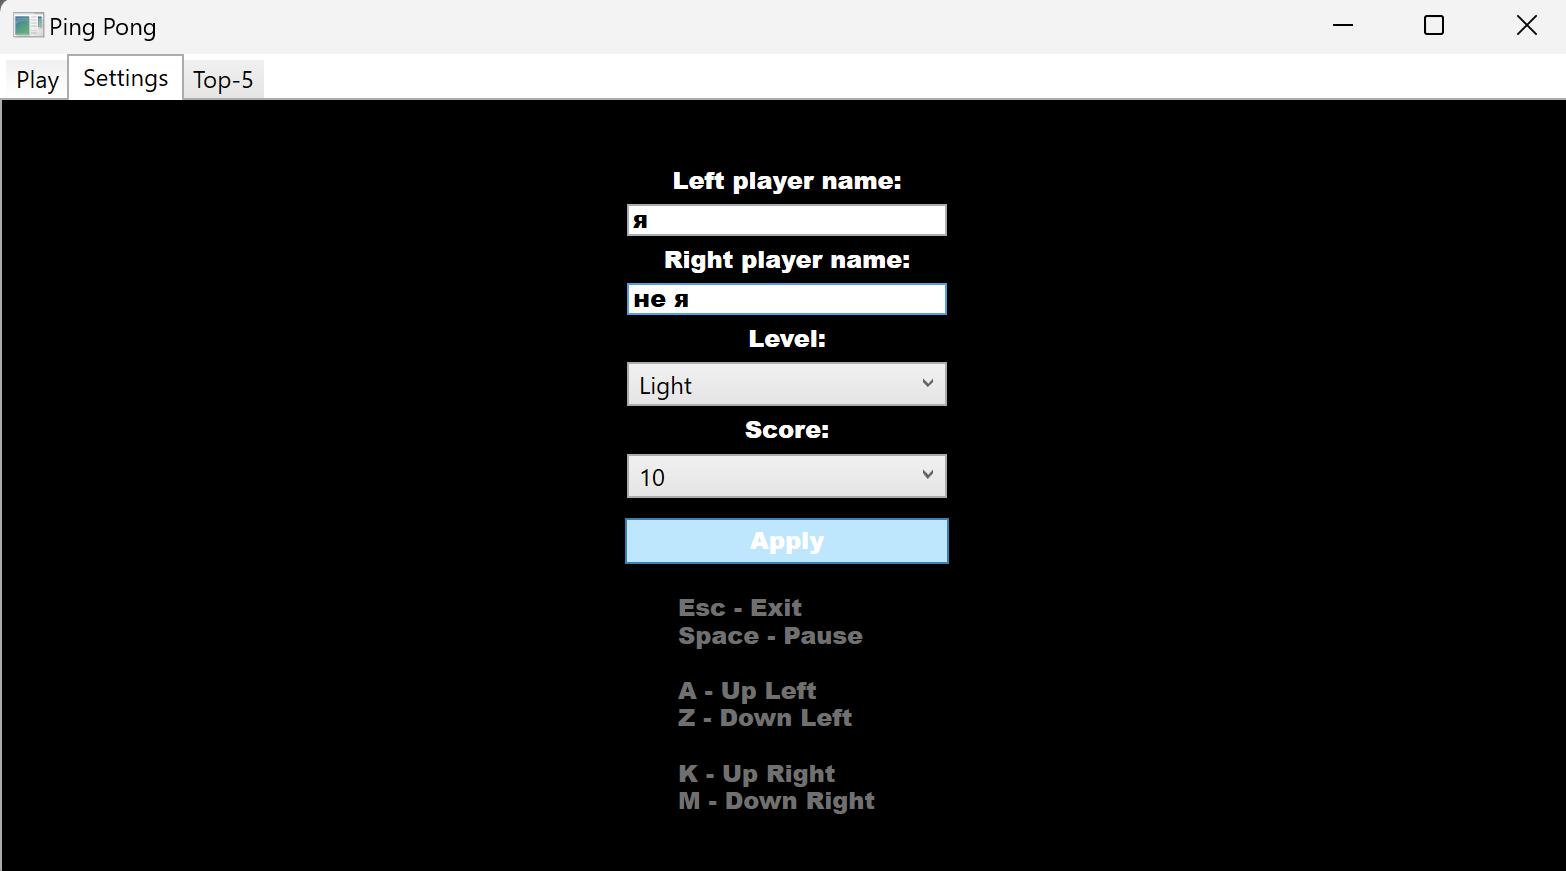 Ping Pong
Play Settings Top-5
Left player name:
я
Right player name:
не я
Level:
Light
Score:
10
Apply
Esc - Exit
Space - Pause
A - Up Left
Z - Down Left
K - Up Right
M - Down Right